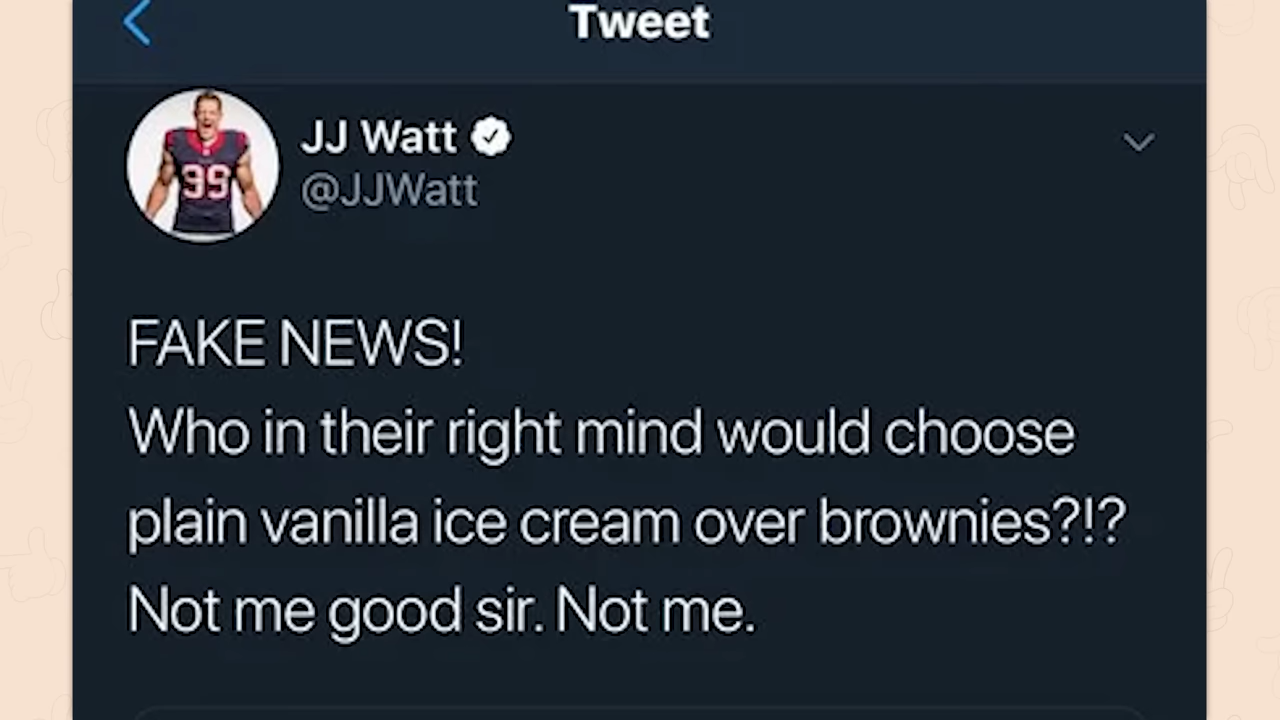 Tweet
JJ Watt
@JJWatt
99
FAKE NEWS!
Who in their right mind would choose
plain vanilla ice cream over brownies?!?
Not me good sir. Not me.